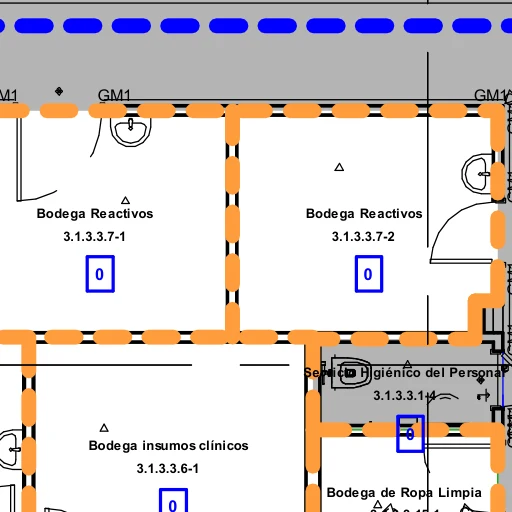 GM1
GM1
Bodega Reactivos
3.1.3.3.7-1
0
Bodega Reactivos
3.1.3.3.7-2
0
Servicio Higiénico del Personal
3.1.3.3.1-4
0
Bodega insumos clínicos
3.1.3.3.6-1
0
Bodega de Ropa Limpia